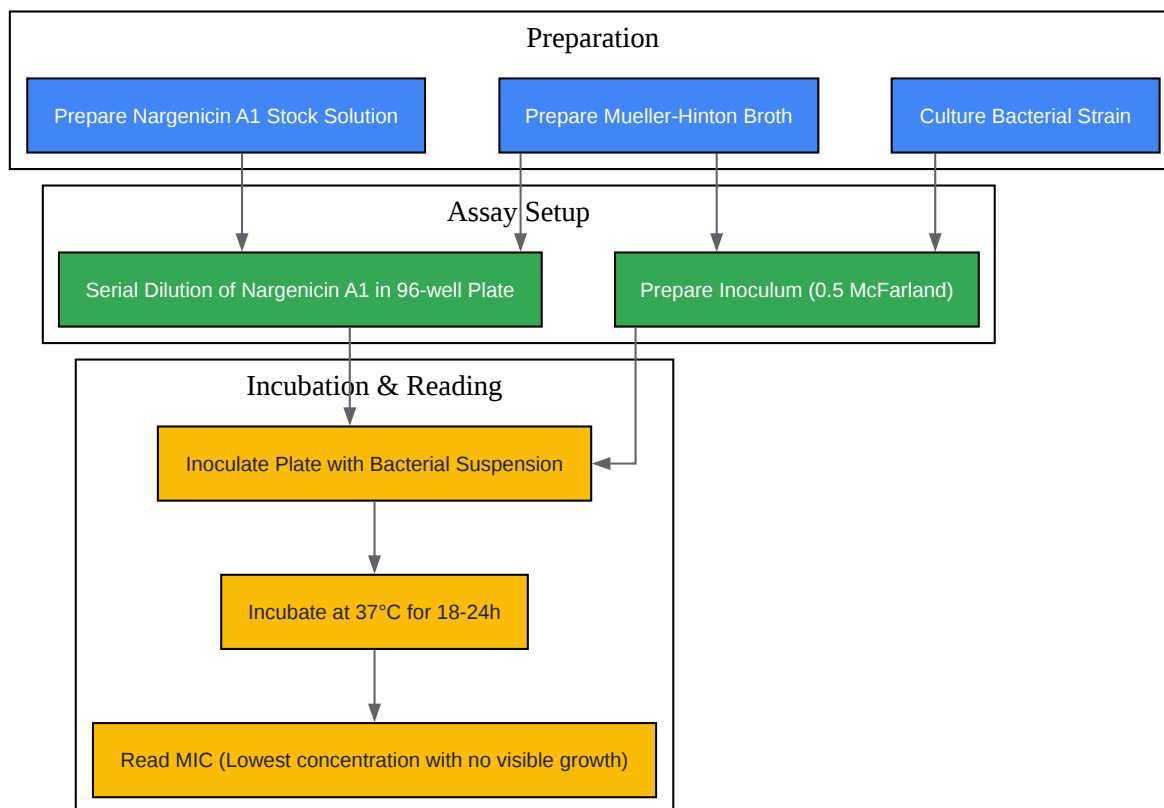 Preparation
Prepare Nargenicin A1 Stock Solution
Prepare Mueller-Hinton Broth
Culture Bacterial Strain
Assay Setup
Serial Dilution of Nargenicin A1 in 96-well Plate
Prepare Inoculum (0.5 McFarland)
Incubation & Reading
Inoculate Plate with Bacterial Suspension
Incubate at 37°C for 18-24h
Read MIC (Lowest concentration with no visible growth)